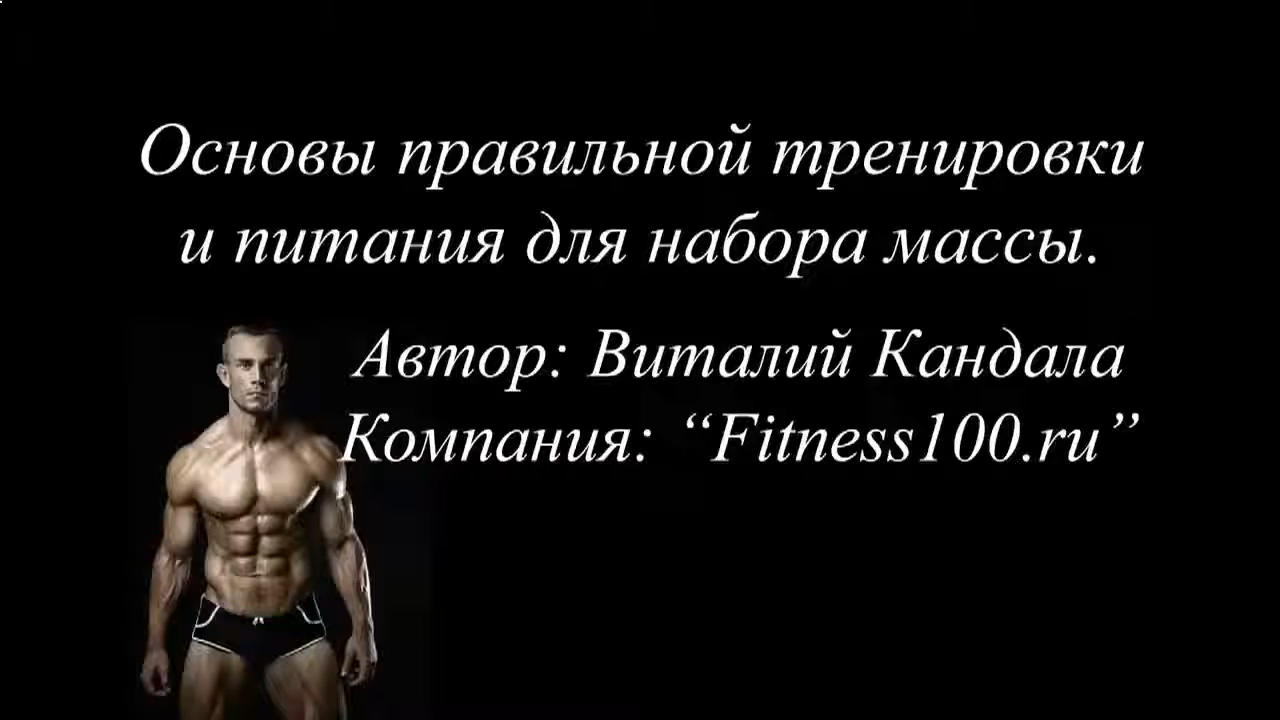 Основы правильной тренировки
и питания для набора массы.
Автор: Виталий Кандала
Компания: “Fitness100.ru”